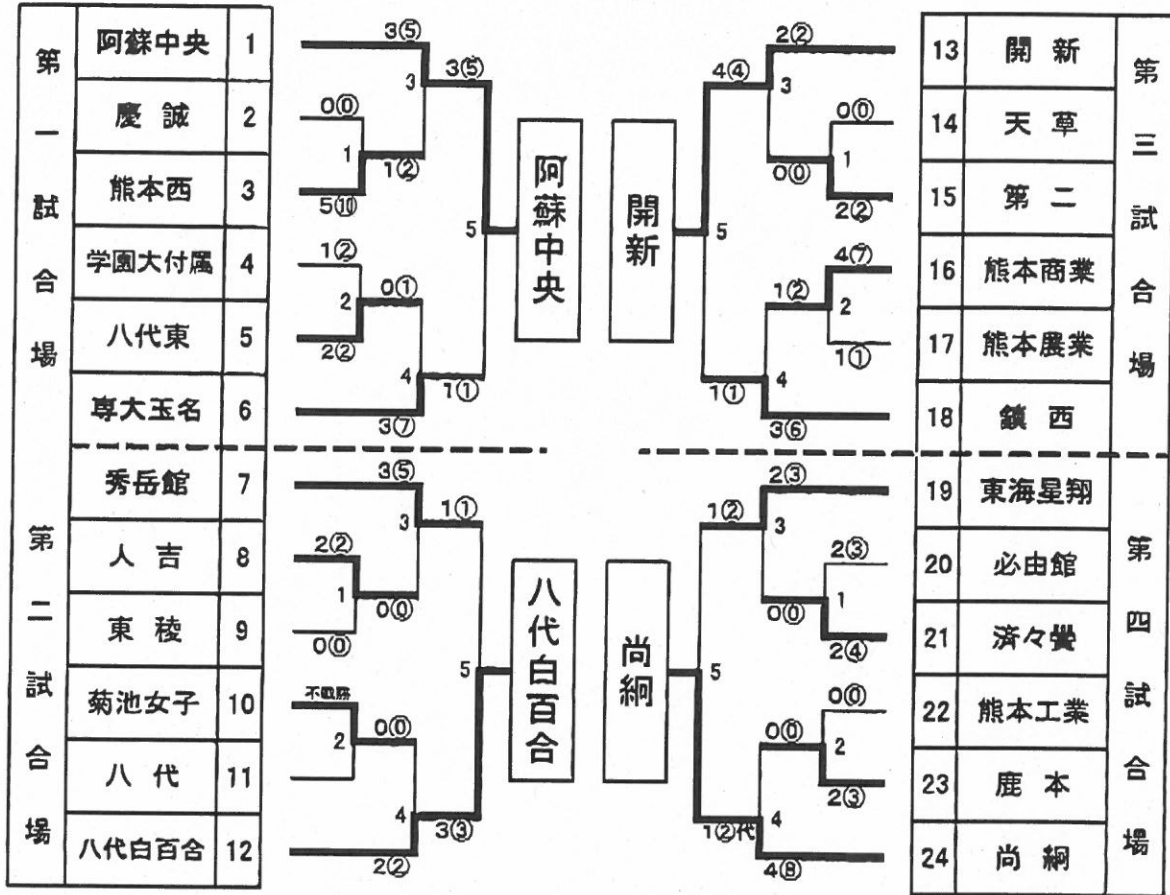 第一試合場
阿蘇中央 1
慶誠 2
熊本西 3
学園大付属 4
八代東 5
専大玉名 6
第二試合場
秀岳館 7
人吉 8
東稜 9
菊池女子 10
八代 11
八代白百合 12
3⑤
3
3⑤
0⓪
1
1②
5⑩
5
1②
2
0①
2②
4
1①
3⑦
阿蘇中央
3⑤
3
1①
2②
1
0⓪
0⓪
5
不戦勝
2
0⓪
4
3③
2②
八代白百合
開新
2②
4④
3
0⓪
1
0⓪
2②
5
4⑦
1②
2
1①
1①
4
3⑥
尚絅
2③
1②
3
2③
1
0⓪
2④
5
0⓪
0⓪
2
2③
1②代
4
4⑧
第三試合場
13 開新
14 天草
15 第二
16 熊本商業
17 熊本農業
18 鎮西
第四試合場
19 東海星翔
20 必由館
21 済々黌
22 熊本工業
23 鹿本
24 尚絅